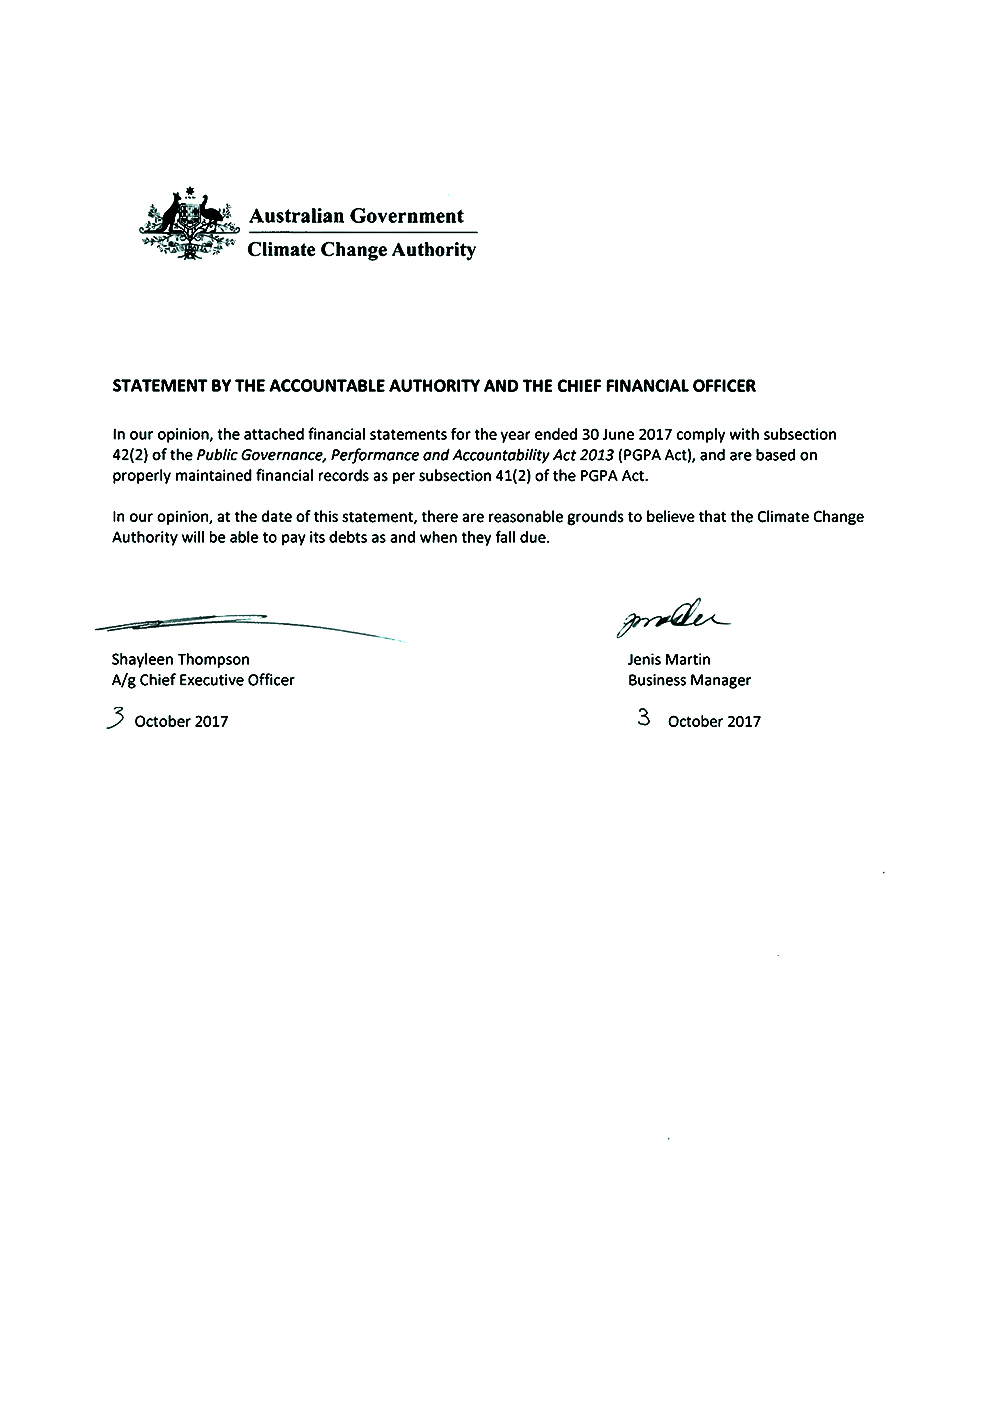 Australian Government
Climate Change Authority
STATEMENT BY THE ACCOUNTABLE AUTHORITY AND THE CHIEF FINANCIAL OFFICER
In our opinion, the attached financial statements for the year ended 30 June 2017 comply with subsection
42(2) of the Public Governance, Performance and Accountability Act 2013 (PGPA Act), and are based on
properly maintained financial records as per subsection 41(2) of the PGPA Act.
In our opinion, at the date of this statement, there are reasonable grounds to believe that the Climate Change
Authority will be able to pay its debts as and when they fall due.
Shayleen Thompson
A/g Chief Executive Officer
3 October 2017
Jenis Martin
Business Manager
3 October 2017